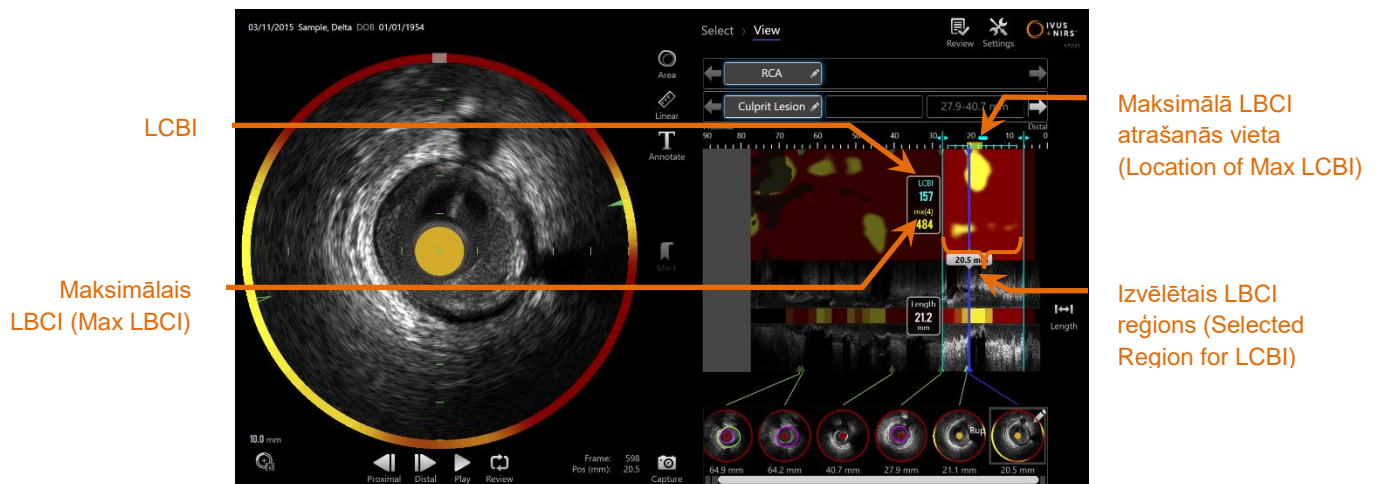 03/11/2015 Sample, Delta DOB 01/01/1954
Select > View
Review
Settings
IVUS
+NIRS
Area
Linear
Annotate
Mark
RCA
Culprit Lesion
27.9-40.7 mm
Proximal
Distal
90 80 70 60 50 40 30 20 10 0
LCBI
157
mx(4)
484
20.5 mm
Length
21.2
mm
Length
LCBI
Maksimālais
LBCI (Max LBCI)
Maksimālā LBCI
atrašanās vieta
(Location of Max LCBI)
Izvēlētais LBCI
reģions (Selected
Region for LCBI)
Rup
64.9 mm 64.2 mm 40.7 mm 27.9 mm 21.1 mm 20.5 mm
10.0 mm
Proximal Distal Play Review
Frame: 598
Pos (mm): 20.5
Capture